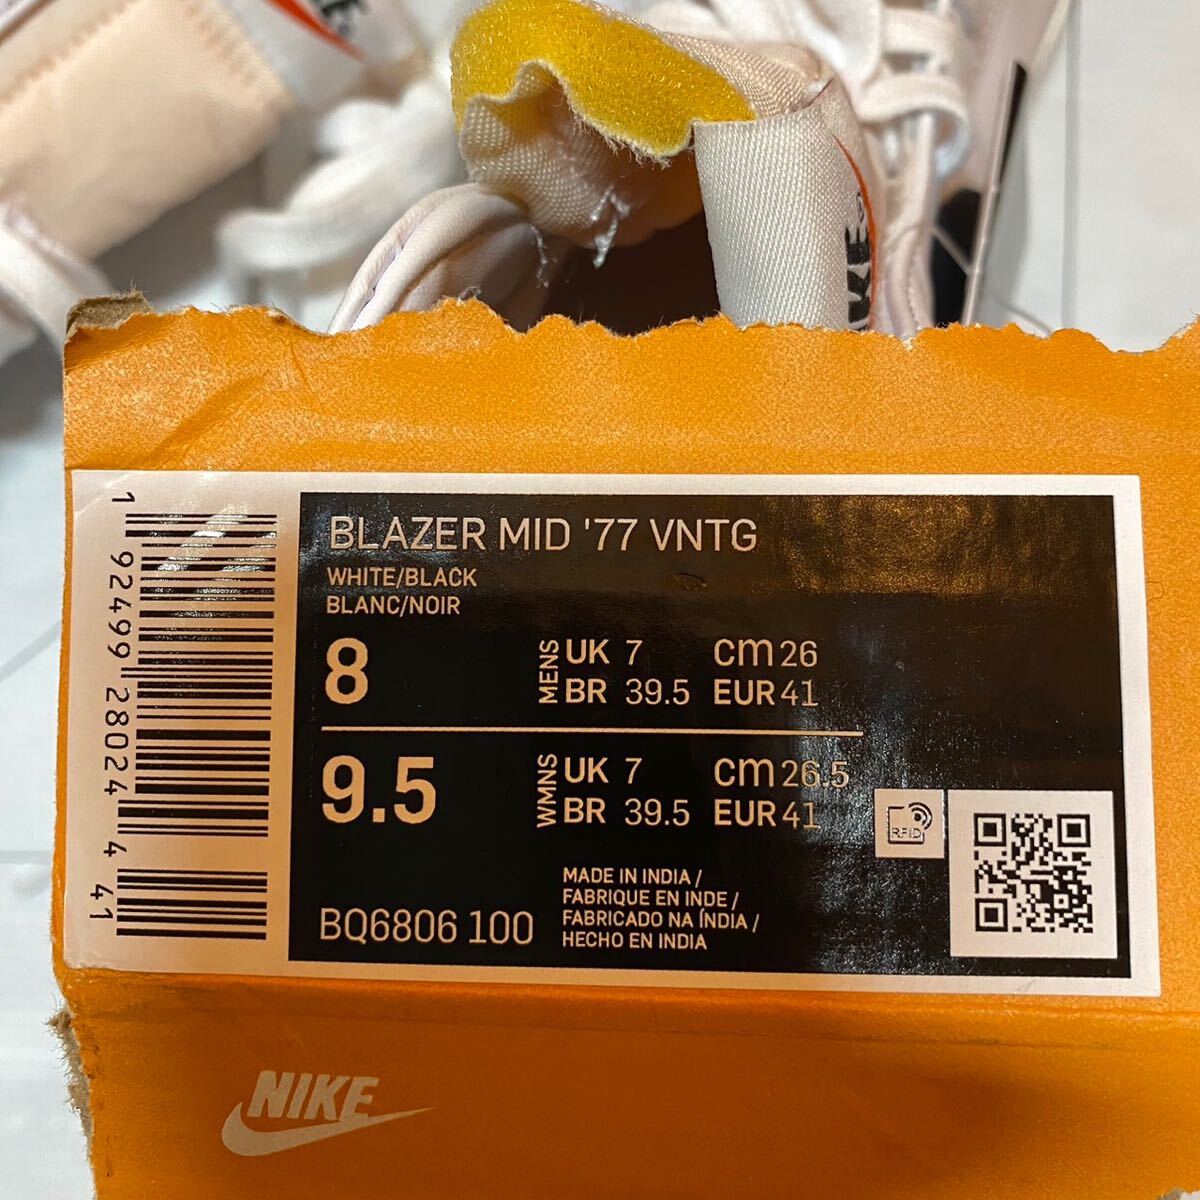 NIKE
BLAZER MID '77 VNTG
WHITE/BLACK
BLANC/NOIR
8
MENS
UK 7 cm 26
BR 39.5 EUR 41
9.5
WMNS
UK 7 cm 26.5
BR 39.5 EUR 41
RFID
BQ6806 100
MADE IN INDIA /
FABRIQUE EN INDE /
FABRICADO NA ÍNDIA /
HECHO EN INDIA
1 92499 28024 4 41
NIKE